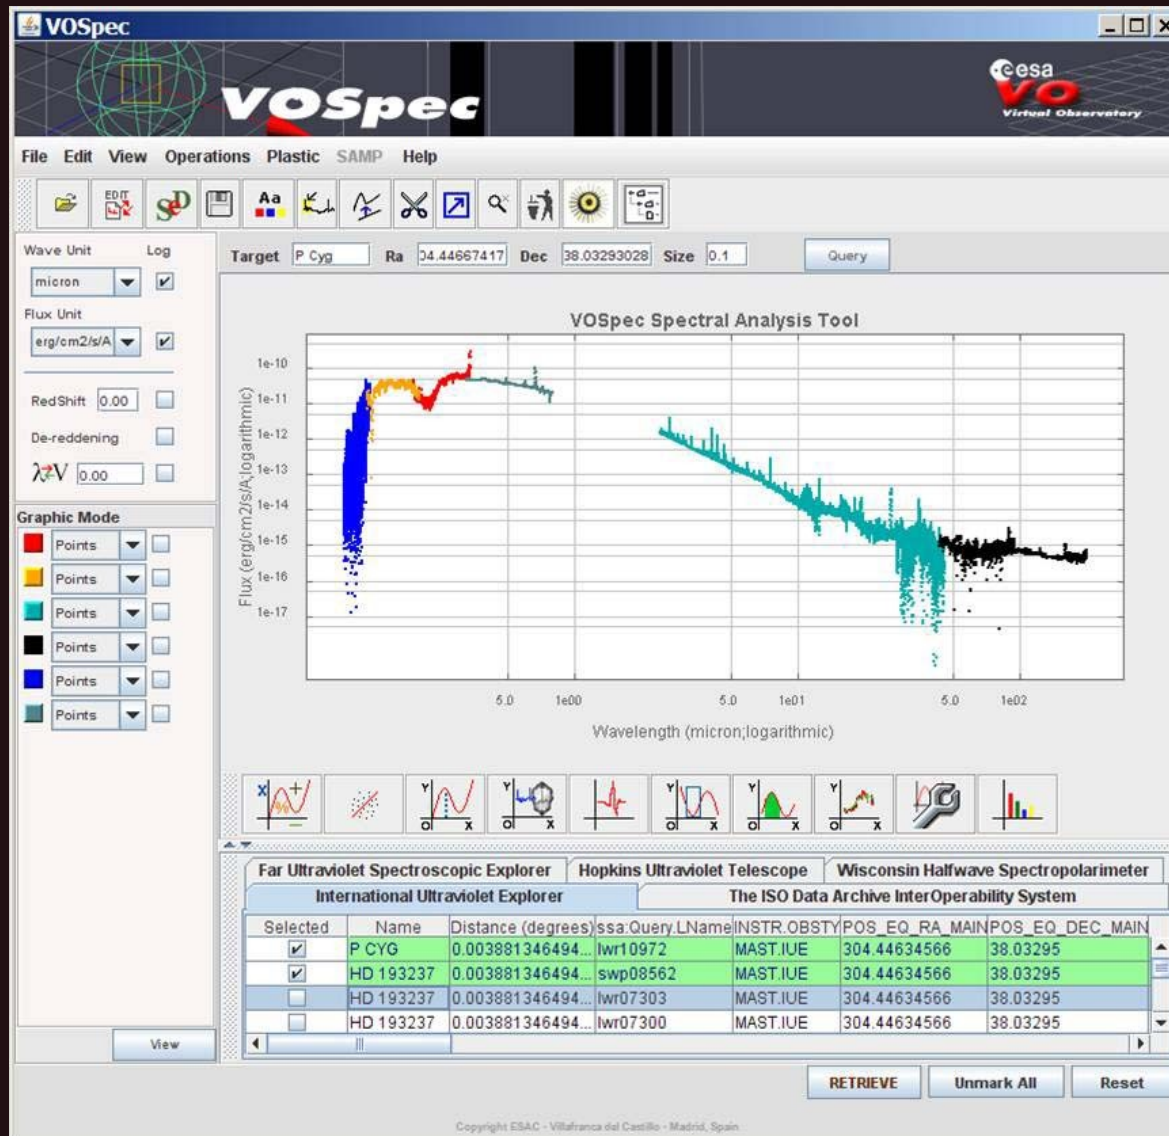 VOSpec
VOSpec
esa
VO
Virtual Observatory
File Edit View Operations Plastic SAMP Help
EDIT SED Aa
Wave Unit Log
micron
Flux Unit
erg/cm2/s/A
RedShift 0.00
De-reddening
λ⇄V 0.00
Graphic Mode
Points
Points
Points
Points
Points
Points
View
Target P Cyg Ra 04.44667417 Dec 38.03293028 Size 0.1 Query
VOSpec Spectral Analysis Tool
Flux (erg/cm2/s/A;logarithmic)
1e-10
1e-11
1e-12
1e-13
1e-14
1e-15
1e-16
1e-17
5.0 1e00 5.0 1e01 5.0 1e02
Wavelength (micron;logarithmic)
Far Ultraviolet Spectroscopic Explorer Hopkins Ultraviolet Telescope Wisconsin Halfwave Spectropolarimeter
International Ultraviolet Explorer The ISO Data Archive InterOperability System
Selected Name Distance (degrees) ssa:Query.LName INSTR.OBSTY POS_EQ_RA_MAIN POS_EQ_DEC_MAIN
P CYG 0.003881346494... lwr10972 MAST.IUE 304.44634566 38.03295
HD 193237 0.003881346494... swp08562 MAST.IUE 304.44634566 38.03295
HD 193237 0.003881346494... lwr07303 MAST.IUE 304.44634566 38.03295
HD 193237 0.003881346494... lwr07300 MAST.IUE 304.44634566 38.03295
RETRIEVE Unmark All Reset
Copyright ESAC - Villafranca del Castillo - Madrid, Spain